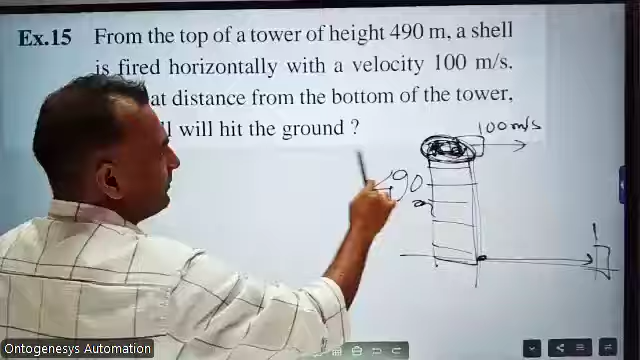 Ex.15 From the top of a tower of height 490 m, a shell
is fired horizontally with a velocity 100 m/s.
at distance from the bottom of the tower,
will hit the ground ?
100 m/s
490
Ontogenesys Automation